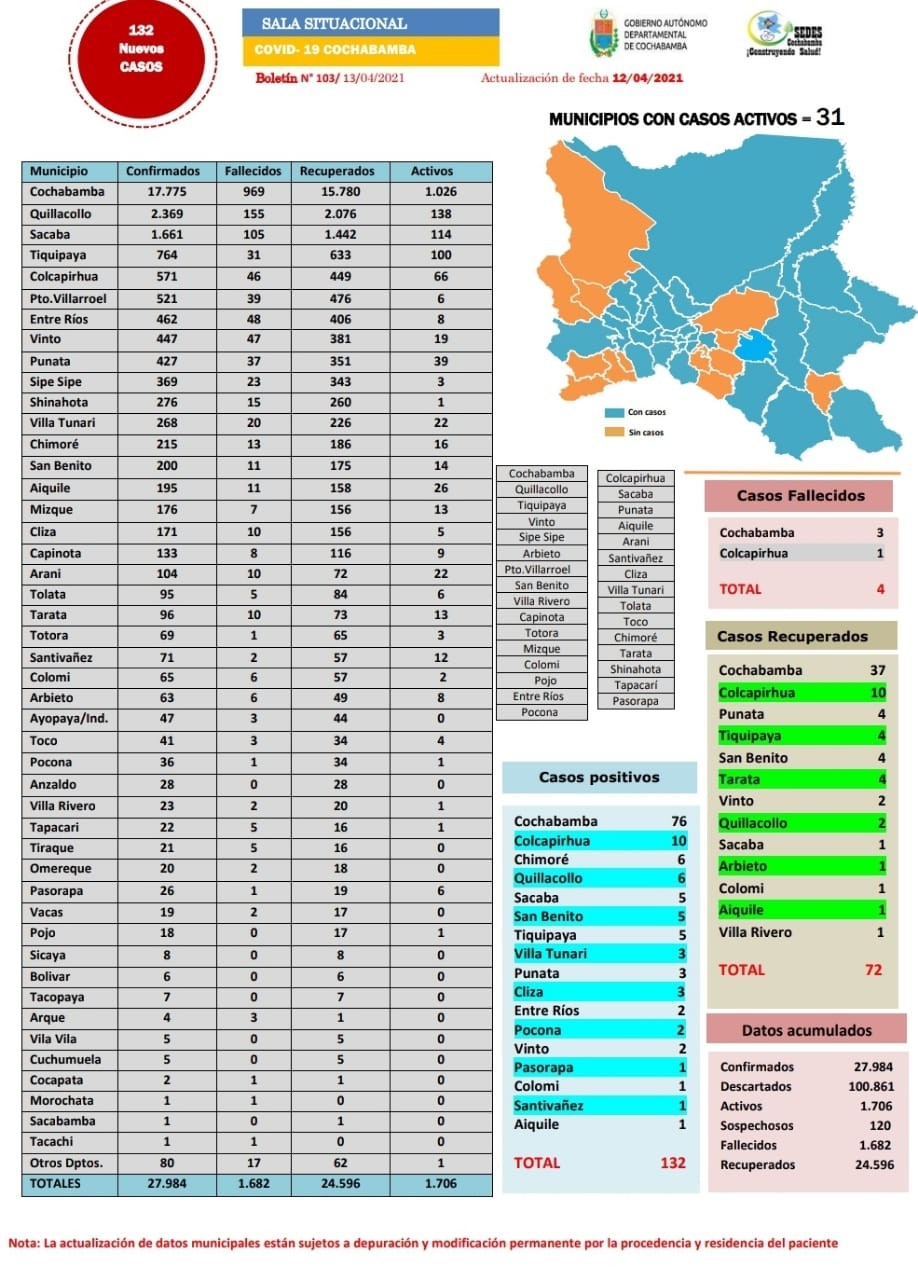 132
Nuevos
CASOS
SALA SITUACIONAL
COVID- 19 COCHABAMBA
Boletín N° 103/ 13/04/2021
Actualización de fecha 12/04/2021
GOBIERNO AUTÓNOMO
DEPARTAMENTAL
DE COCHABAMBA
SEDES
Cochabamba
¡Construyendo Salud!
MUNICIPIOS CON CASOS ACTIVOS = 31
Municipio Confirmados Fallecidos Recuperados Activos
Cochabamba 17.775 969 15.780 1.026
Quillacollo 2.369 155 2.076 138
Sacaba 1.661 105 1.442 114
Tiquipaya 764 31 633 100
Colcapirhua 571 46 449 66
Pto.Villarroel 521 39 476 6
Entre Ríos 462 48 406 8
Vinto 447 47 381 19
Punata 427 37 351 39
Sipe Sipe 369 23 343 3
Shinahota 276 15 260 1
Villa Tunari 268 20 226 22
Chimoré 215 13 186 16
San Benito 200 11 175 14
Aiquile 195 11 158 26
Mizque 176 7 156 13
Cliza 171 10 156 5
Capinota 133 8 116 9
Arani 104 10 72 22
Tolata 95 5 84 6
Tarata 96 10 73 13
Totora 69 1 65 3
Santivañez 71 2 57 12
Colomi 65 6 57 2
Arbieto 63 6 49 8
Ayopaya/Ind. 47 3 44 0
Toco 41 3 34 4
Pocona 36 1 34 1
Anzaldo 28 0 28 0
Villa Rivero 23 2 20 1
Tapacari 22 5 16 1
Tiraque 21 5 16 0
Omereque 20 2 18 0
Pasorapa 26 1 19 6
Vacas 19 2 17 0
Pojo 18 0 17 1
Sicaya 8 0 8 0
Bolivar 6 0 6 0
Tacopaya 7 0 7 0
Arque 4 3 1 0
Vila Vila 5 0 5 0
Cuchumuela 5 0 5 0
Cocapata 2 1 1 0
Morochata 1 1 0 0
Sacabamba 1 0 1 0
Tacachi 1 1 0 0
Otros Dptos. 80 17 62 1
TOTALES 27.984 1.682 24.596 1.706
Con casos
Sin casos
Cochabamba
Quillacollo
Tiquipaya
Vinto
Sipe Sipe
Arbieto
Pto.Villarroel
San Benito
Villa Rivero
Capinota
Totora
Mizque
Colomi
Pojo
Entre Ríos
Pocona
Colcapirhua
Sacaba
Punata
Aiquile
Arani
Santivañez
Cliza
Villa Tunari
Tolata
Toco
Chimoré
Tarata
Shinahota
Tapacarí
Pasorapa
Casos positivos
Cochabamba 76
Colcapirhua 10
Chimoré 6
Quillacollo 6
Sacaba 5
San Benito 5
Tiquipaya 5
Villa Tunari 3
Punata 3
Cliza 3
Entre Ríos 2
Pocona 2
Vinto 2
Pasorapa 1
Colomi 1
Santivañez 1
Aiquile 1
TOTAL 132
Casos Fallecidos
Cochabamba 3
Colcapirhua 1
TOTAL 4
Casos Recuperados
Cochabamba 37
Colcapirhua 10
Punata 4
Tiquipaya 4
San Benito 4
Tarata 4
Vinto 2
Quillacollo 2
Sacaba 1
Arbieto 1
Colomi 1
Aiquile 1
Villa Rivero 1
TOTAL 72
Datos acumulados
Confirmados 27.984
Descartados 100.861
Activos 1.706
Sospechosos 120
Fallecidos 1.682
Recuperados 24.596
Nota: La actualización de datos municipales están sujetos a depuración y modificación permanente por la procedencia y residencia del paciente